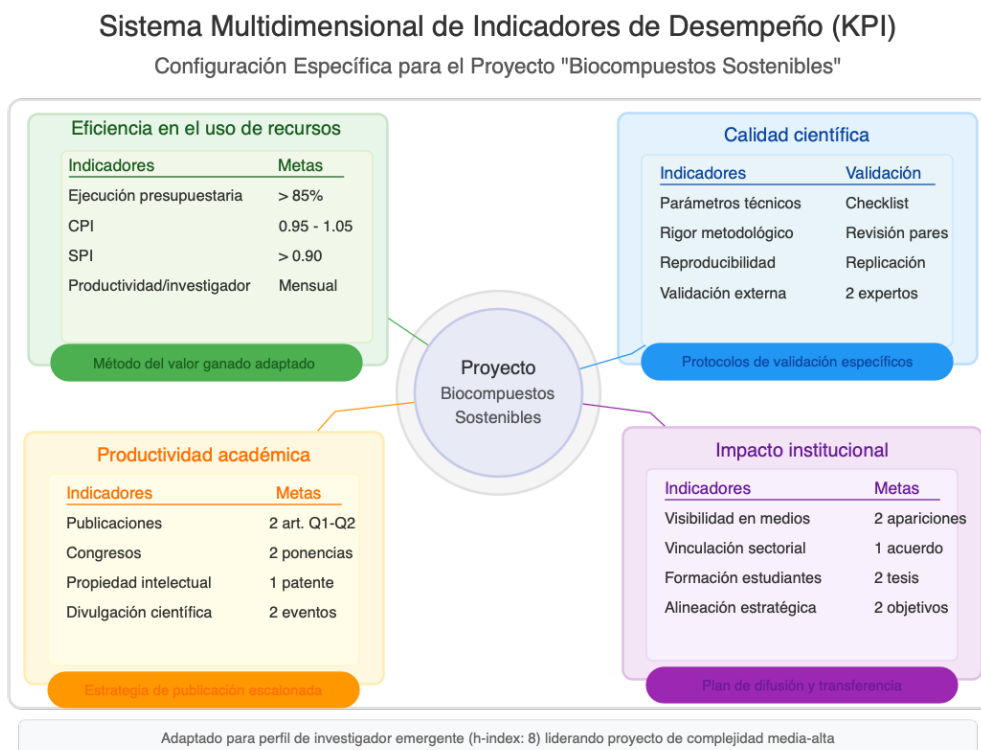 Sistema Multidimensional de Indicadores de Desempeño (KPI)
Configuración Específica para el Proyecto "Biocompuestos Sostenibles"
Eficiencia en el uso de recursos
Indicadores Metas
Ejecución presupuestaria > 85%
CPI 0.95 - 1.05
SPI > 0.90
Productividad/investigador Mensual
Método del valor ganado adaptado
Calidad científica
Indicadores Validación
Parámetros técnicos Checklist
Rigor metodológico Revisión pares
Reproducibilidad Replicación
Validación externa 2 expertos
Protocolos de validación específicos
Proyecto
Biocompuestos
Sostenibles
Productividad académica
Indicadores Metas
Publicaciones 2 art. Q1-Q2
Congresos 2 ponencias
Propiedad intelectual 1 patente
Divulgación científica 2 eventos
Estrategia de publicación escalonada
Impacto institucional
Indicadores Metas
Visibilidad en medios 2 apariciones
Vinculación sectorial 1 acuerdo
Formación estudiantes 2 tesis
Alineación estratégica 2 objetivos
Plan de difusión y transferencia
Adaptado para perfil de investigador emergente (h-index: 8) liderando proyecto de complejidad media-alta